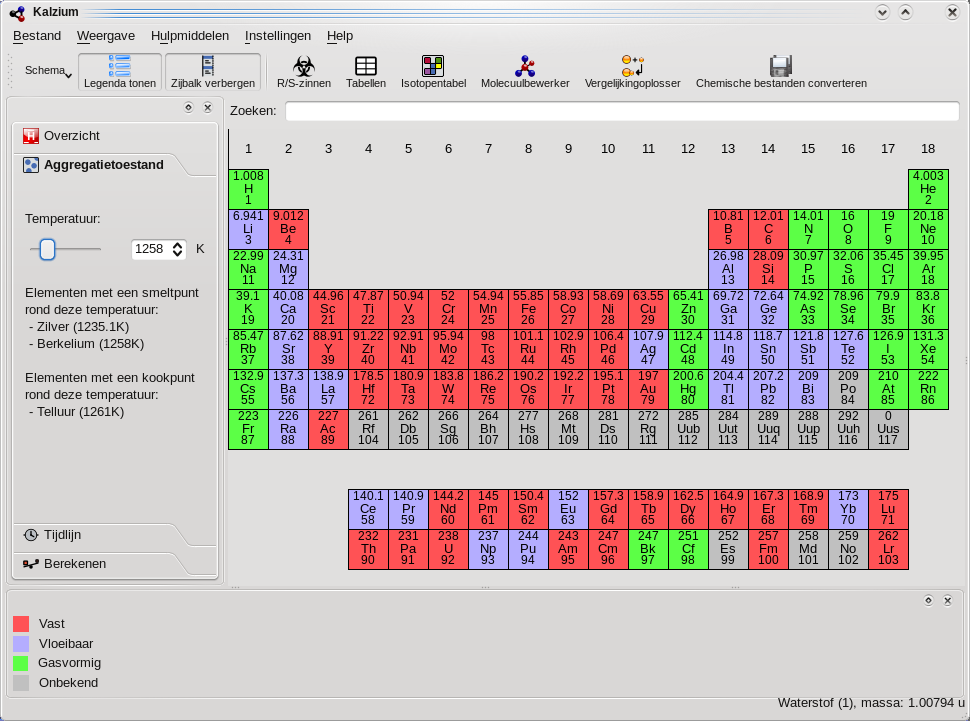 Kalzium
Bestand Weergave Hulpmiddelen Instellingen Help
Schema Legenda tonen Zijbalk verbergen R/S-zinnen Tabellen Isotopentabel Molecuulbewerker Vergelijkingoplosser Chemische bestanden converteren
Zoeken:
Overzicht
Aggregatietoestand
Temperatuur:
1258 K
Elementen met een smeltpunt
rond deze temperatuur:
- Zilver (1235.1K)
- Berkelium (1258K)
Elementen met een kookpunt
rond deze temperatuur:
- Telluur (1261K)
Tijdlijn
Berekenen
1 2 3 4 5 6 7 8 9 10 11 12 13 14 15 16 17 18
1.008 4.003
H He
1 2
6.941 9.012 10.81 12.01 14.01 16 19 20.18
Li Be B C N O F Ne
3 4 5 6 7 8 9 10
22.99 24.31 26.98 28.09 30.97 32.06 35.45 39.95
Na Mg Al Si P S Cl Ar
11 12 13 14 15 16 17 18
39.1 40.08 44.96 47.87 50.94 52 54.94 55.85 58.93 58.69 63.55 65.41 69.72 72.64 74.92 78.96 79.9 83.8
K Ca Sc Ti V Cr Mn Fe Co Ni Cu Zn Ga Ge As Se Br Kr
19 20 21 22 23 24 25 26 27 28 29 30 31 32 33 34 35 36
85.47 87.62 88.91 91.22 92.91 95.94 98 101.1 102.9 106.4 107.9 112.4 114.8 118.7 121.8 127.6 126.9 131.3
Rb Sr Y Zr Nb Mo Tc Ru Rh Pd Ag Cd In Sn Sb Te I Xe
37 38 39 40 41 42 43 44 45 46 47 48 49 50 51 52 53 54
132.9 137.3 138.9 178.5 180.9 183.8 186.2 190.2 192.2 195.1 197 200.6 204.4 207.2 209 209 210 222
Cs Ba La Hf Ta W Re Os Ir Pt Au Hg Tl Pb Bi Po At Rn
55 56 57 72 73 74 75 76 77 78 79 80 81 82 83 84 85 86
223 226 227 261 262 266 264 277 268 281 272 285 284 289 288 292 0
Fr Ra Ac Rf Db Sg Bh Hs Mt Ds Rg Uub Uut Uuq Uup Uuh Uus
87 88 89 104 105 106 107 108 109 110 111 112 113 114 115 116 117
140.1 140.9 144.2 145 150.4 152 157.3 158.9 162.5 164.9 167.3 168.9 173 175
Ce Pr Nd Pm Sm Eu Gd Tb Dy Ho Er Tm Yb Lu
58 59 60 61 62 63 64 65 66 67 68 69 70 71
232 231 238 237 244 243 247 247 251 252 257 258 259 262
Th Pa U Np Pu Am Cm Bk Cf Es Fm Md No Lr
90 91 92 93 94 95 96 97 98 99 100 101 102 103
Vast
Vloeibaar
Gasvormig
Onbekend
Waterstof (1), massa: 1.00794 u